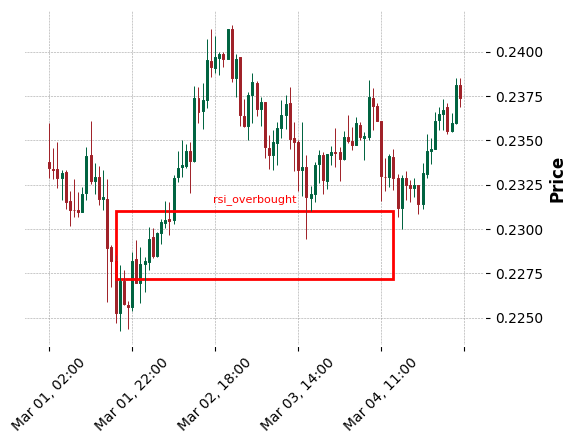 0.2400
0.2375
0.2350
0.2325
0.2300
0.2275
0.2250
Price
rsi_overbought
Mar 01, 02:00
Mar 01, 22:00
Mar 02, 18:00
Mar 03, 14:00
Mar 04, 11:00